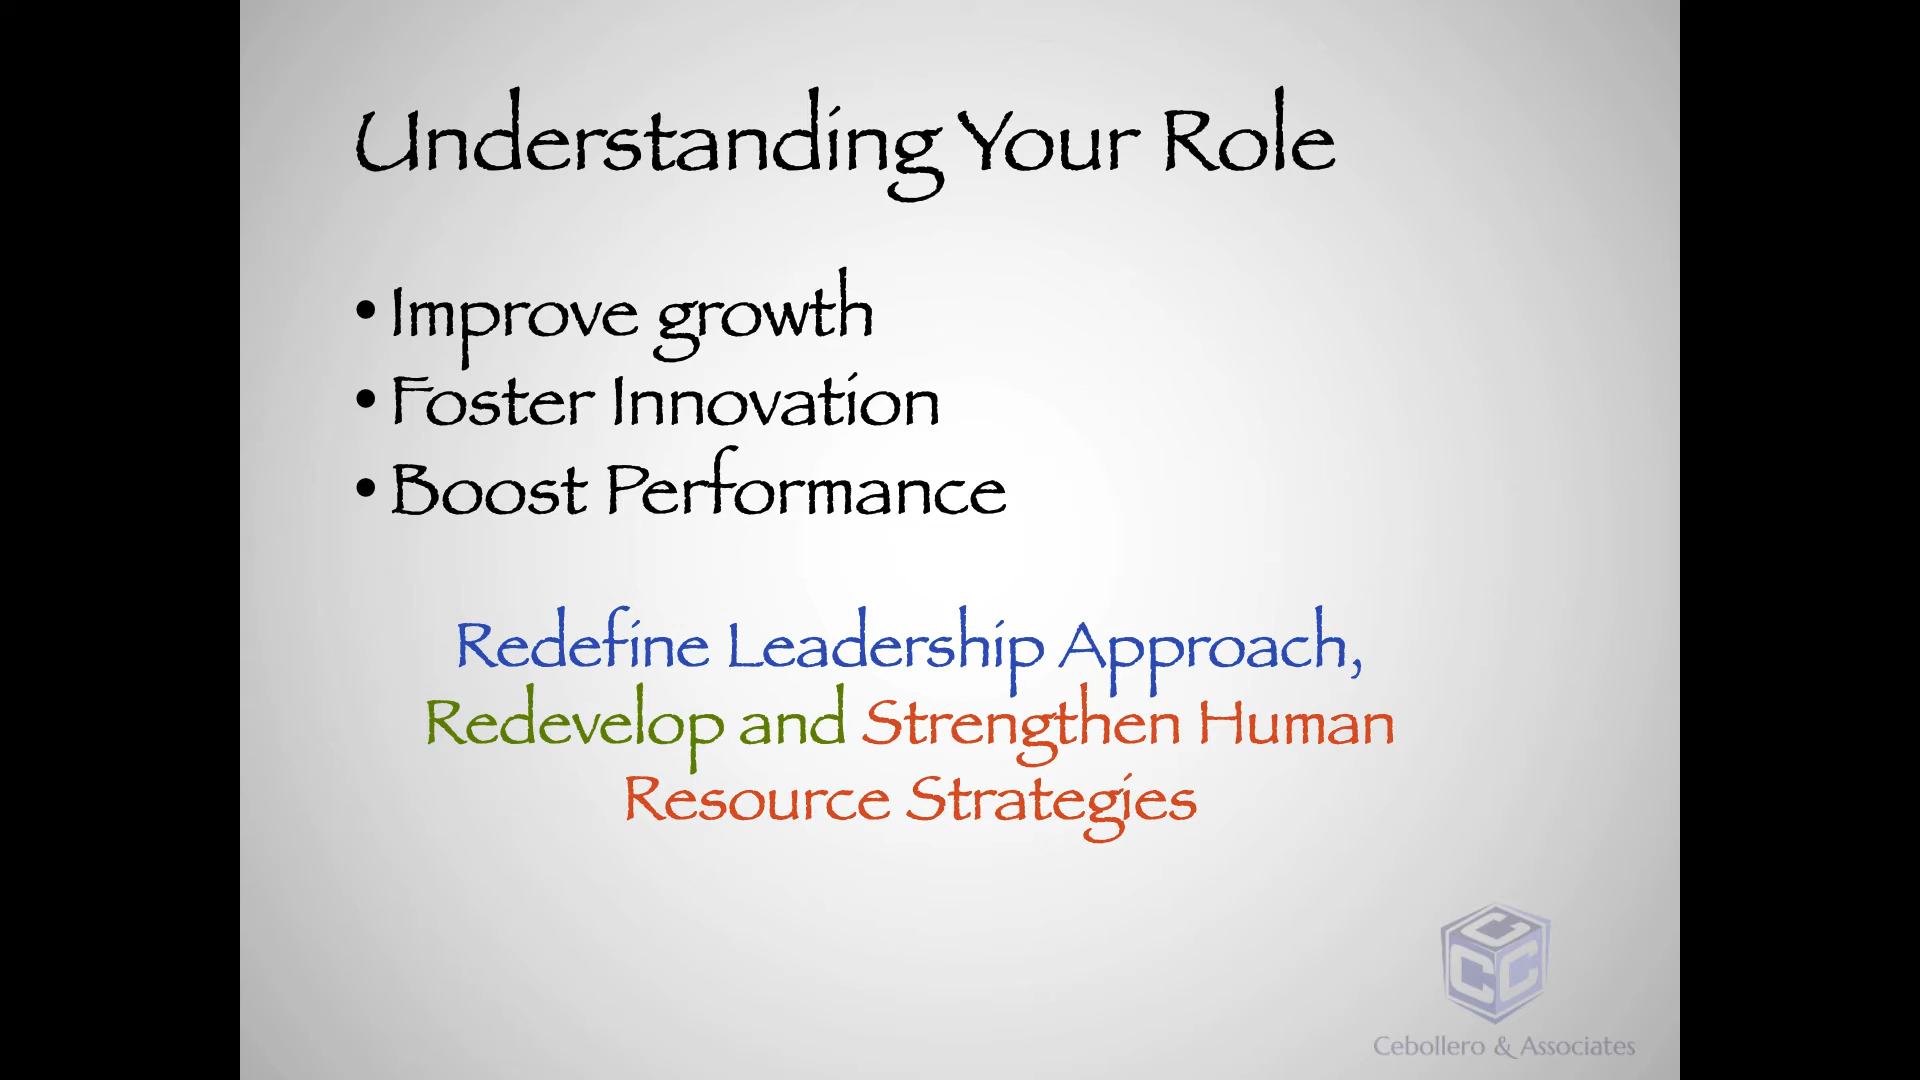 Understanding Your Role
• Improve growth
• Foster Innovation
• Boost Performance
Redefine Leadership Approach,
Redevelop and Strengthen Human
Resource Strategies
C
C C
Cebollero & Associates